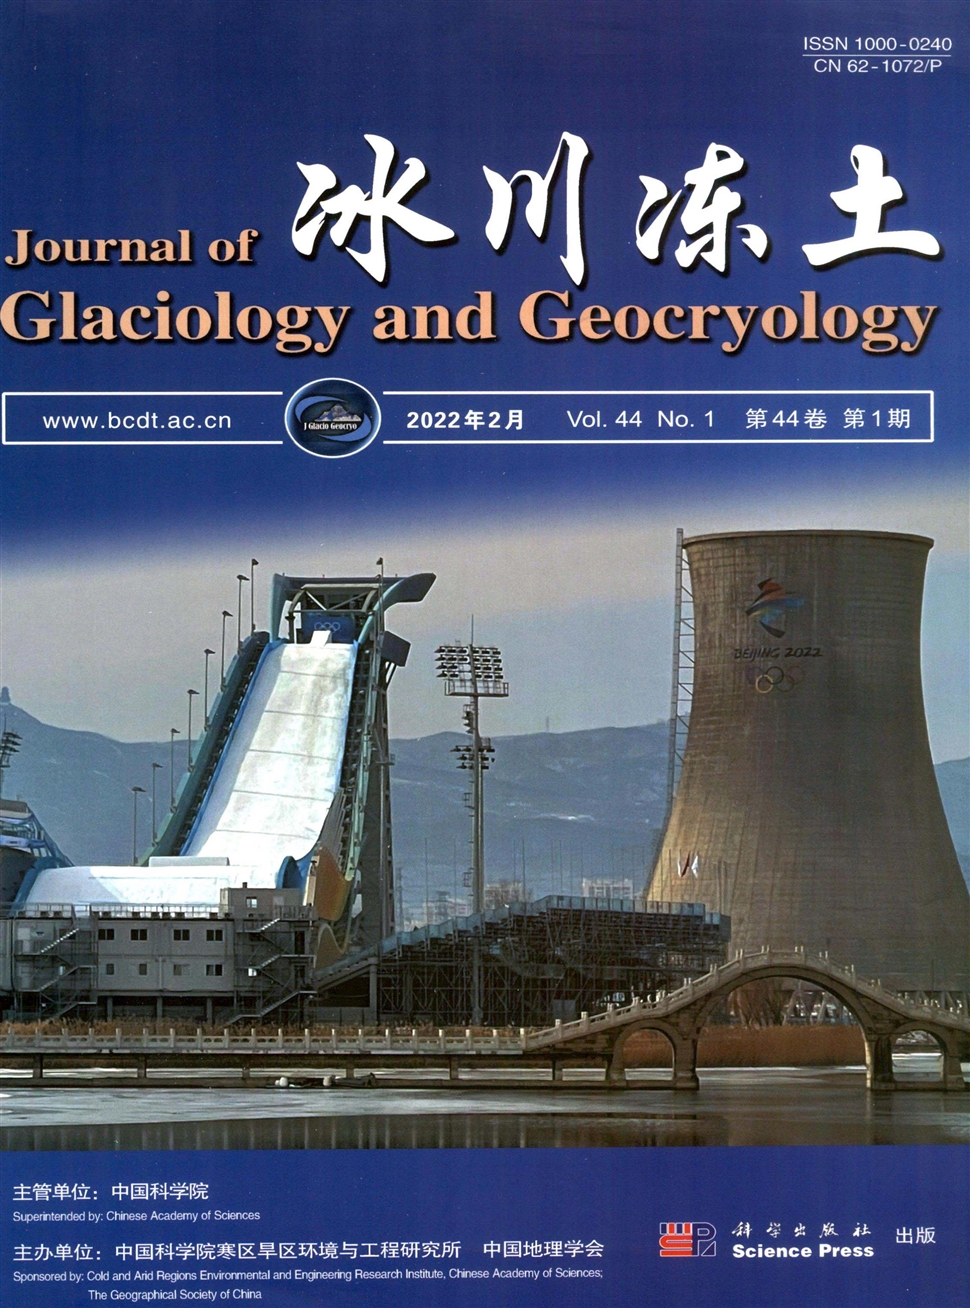 ISSN 1000-0240
CN 62-1072/P
冰川冻土
Journal of
Glaciology and Geocryology
www.bcdt.ac.cn
J Glacio Geocryo
2022年2月 Vol. 44 No. 1 第44卷 第1期
BEIJING 2022
主管单位：中国科学院
Superintended by: Chinese Academy of Sciences
主办单位：中国科学院寒区旱区环境与工程研究所 中国地理学会
Sponsored by: Cold and Arid Regions Environmental and Engineering Research Institute, Chinese Academy of Sciences;
The Geographical Society of China
科学出版社 出版
Science Press